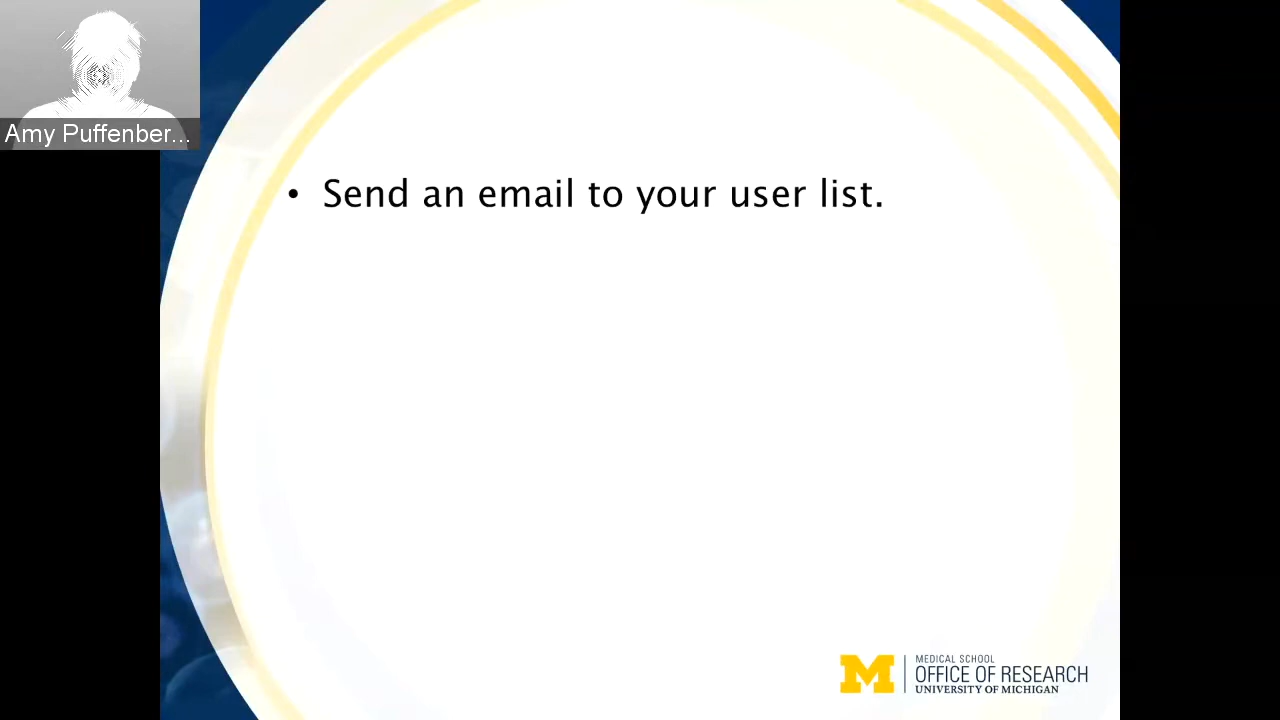 Amy Puffenber...
• Send an email to your user list.
M
MEDICAL SCHOOL
OFFICE OF RESEARCH
UNIVERSITY OF MICHIGAN